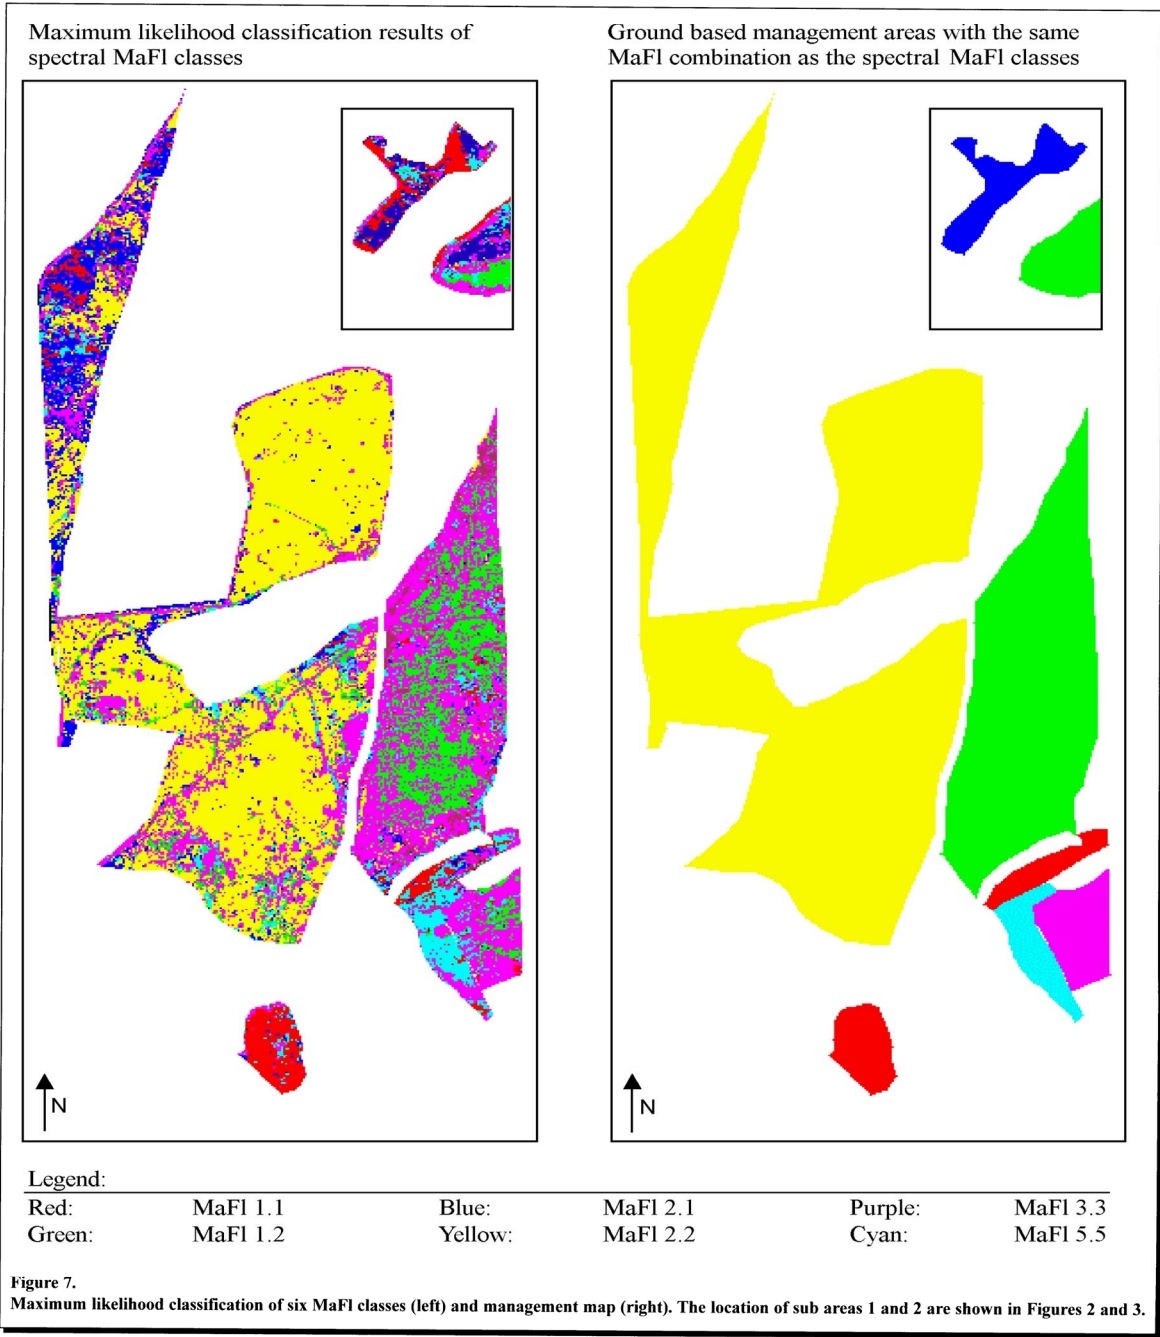 Maximum likelihood classification results of
spectral MaFl classes
Ground based management areas with the same
MaFl combination as the spectral MaFl classes
N
N
Legend:
Red: MaFl 1.1 Blue: MaFl 2.1 Purple: MaFl 3.3
Green: MaFl 1.2 Yellow: MaFl 2.2 Cyan: MaFl 5.5
Figure 7.
Maximum likelihood classification of six MaFl classes (left) and management map (right). The location of sub areas 1 and 2 are shown in Figures 2 and 3.